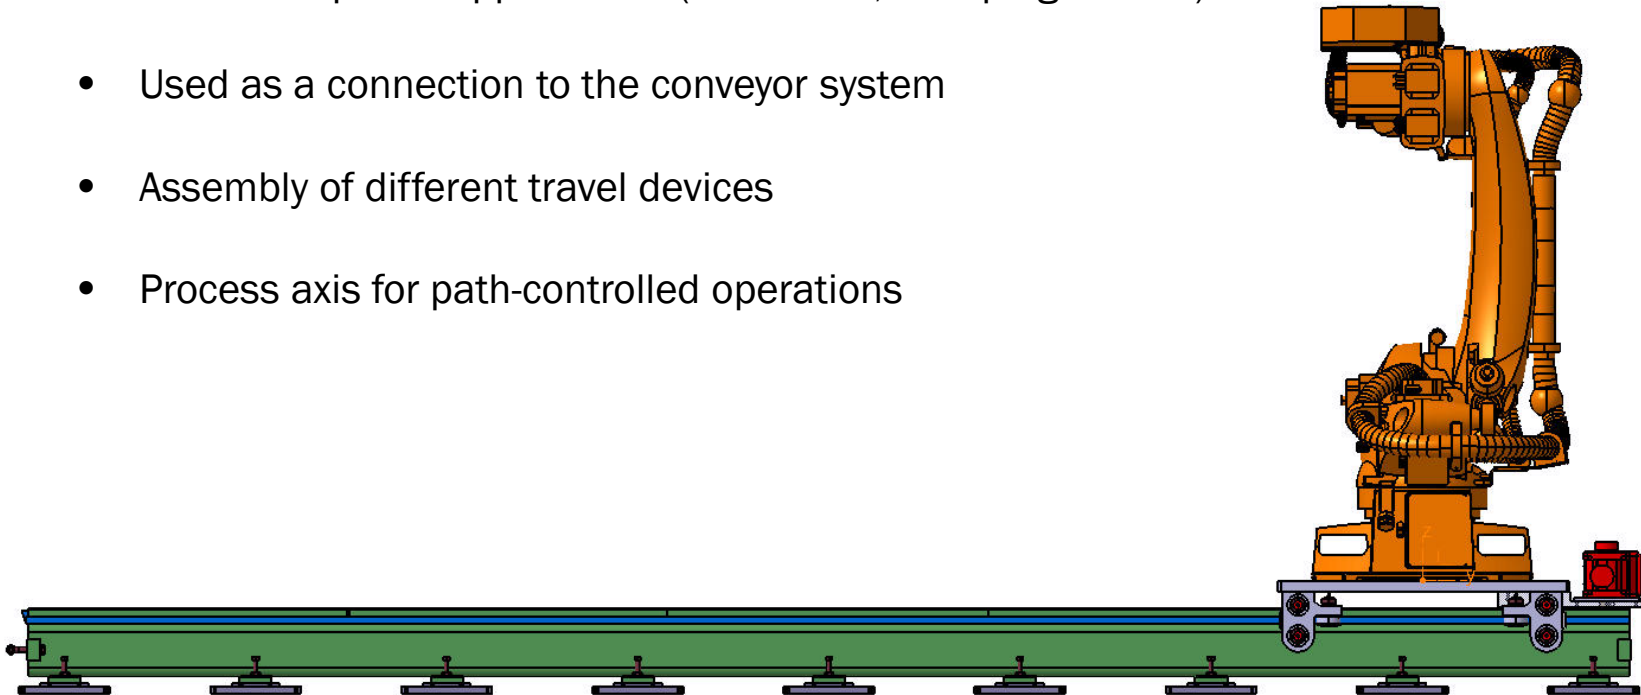 • Used as a connection to the conveyor system
• Assembly of different travel devices
• Process axis for path-controlled operations
z
y